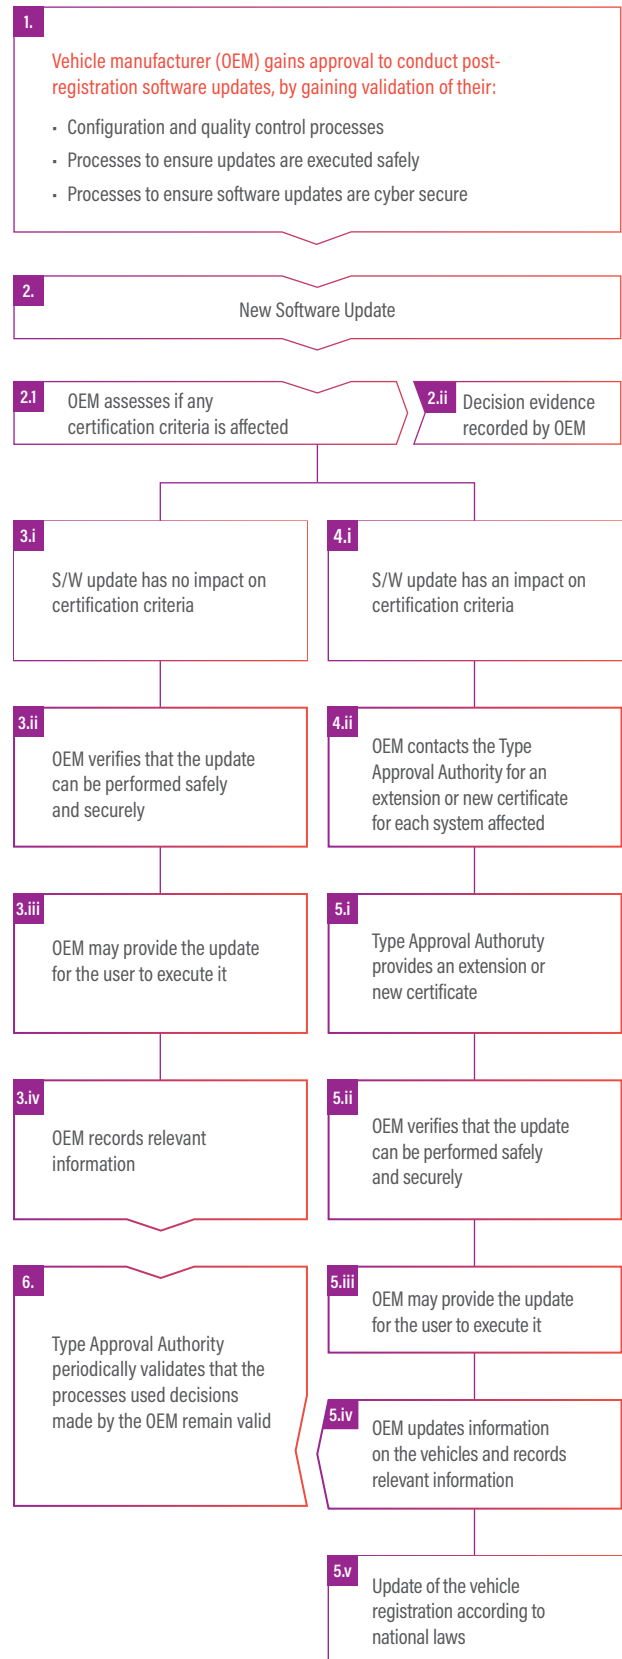 1.
Vehicle manufacturer (OEM) gains approval to conduct post-
registration software updates, by gaining validation of their:
· Configuration and quality control processes
· Processes to ensure updates are executed safely
· Processes to ensure software updates are cyber secure
2.
New Software Update
2.1
OEM assesses if any
certification criteria is affected
2.ii
Decision evidence
recorded by OEM
3.i
S/W update has no impact on
certification criteria
4.i
S/W update has an impact on
certification criteria
3.ii
OEM verifies that the update
can be performed safely
and securely
4.ii
OEM contacts the Type
Approval Authority for an
extension or new certificate
for each system affected
3.iii
OEM may provide the update
for the user to execute it
5.i
Type Approval Authoruty
provides an extension or
new certificate
3.iv
OEM records relevant
information
5.ii
OEM verifies that the update
can be performed safely
and securely
6.
Type Approval Authority
periodically validates that the
processes used decisions
made by the OEM remain valid
5.iii
OEM may provide the update
for the user to execute it
5.iv
OEM updates information
on the vehicles and records
relevant information
5.v
Update of the vehicle
registration according to
national laws